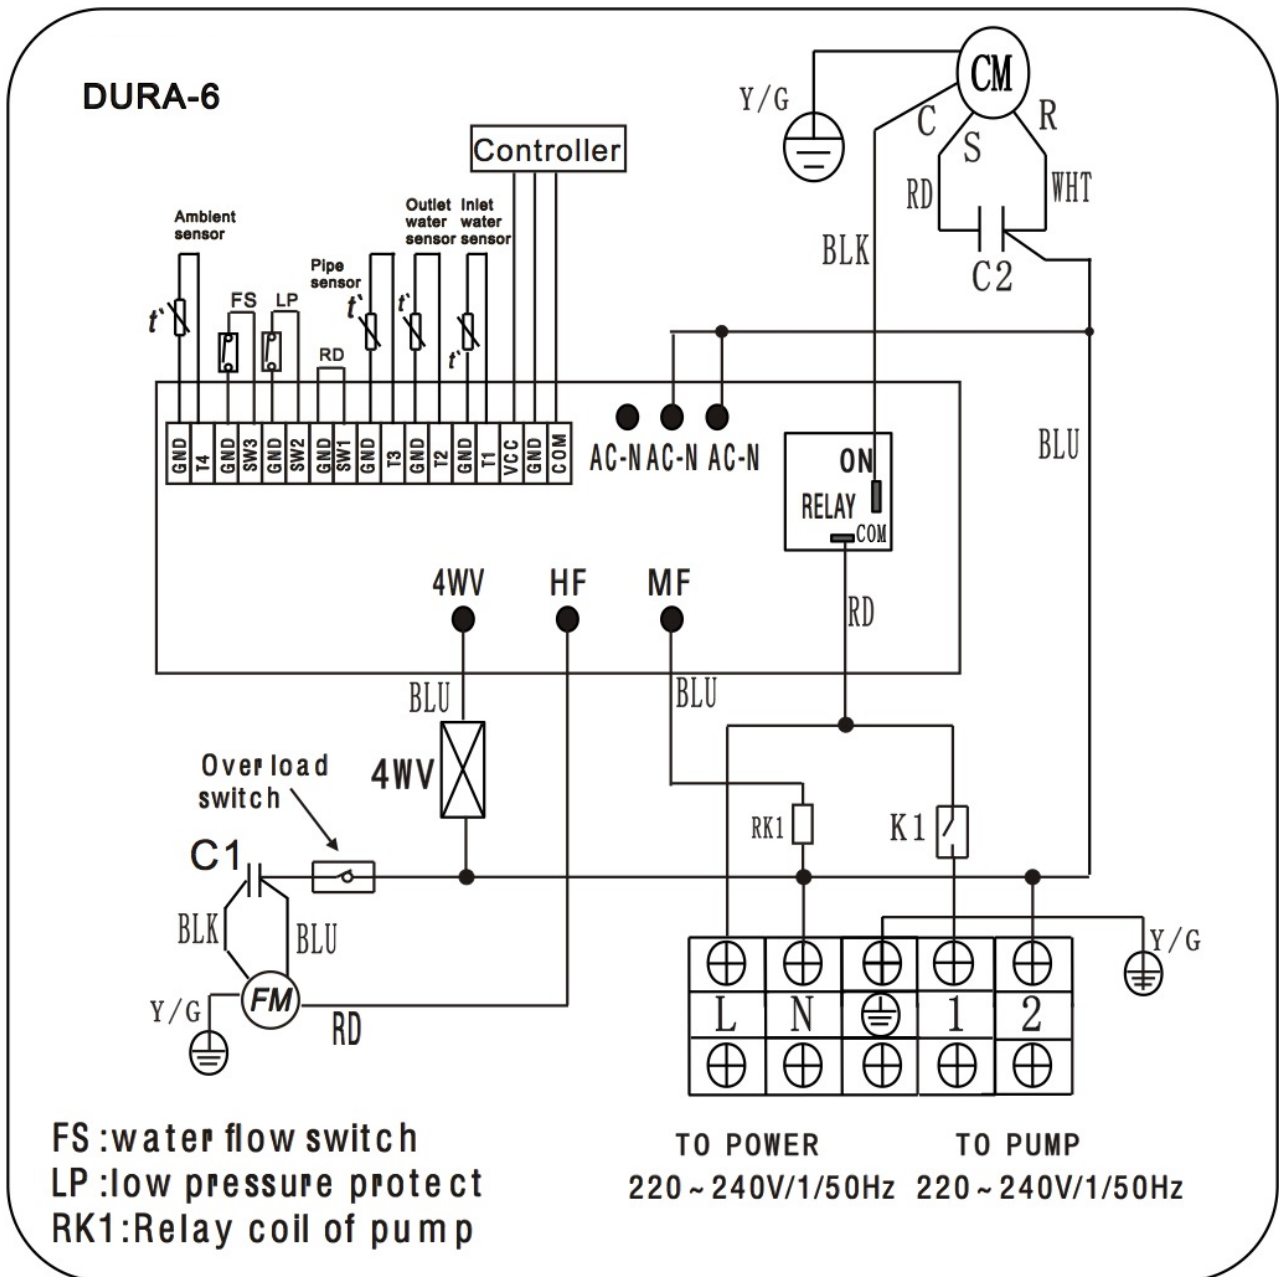 DURA-6
CM
Y/G
C
S
R
RD
WHT
BLK
C2
Controller
Ambient
sensor
Outlet
water
sensor
Inlet
water
sensor
Pipe
sensor
t`
FS
LP
RD
t`
t`
t`
GND
T4
GND
SW3
GND
SW2
GND
SW1
GND
T3
GND
T2
GND
T1
VCC
GND
COM
AC-N
AC-N
AC-N
ON
RELAY
COM
BLU
4WV
HF
MF
RD
BLU
BLU
Overload
switch
4WV
RK1
K1
C1
BLK
BLU
FM
Y/G
RD
Y/G
L
N
1
2
TO POWER
220~240V/1/50Hz
TO PUMP
220~240V/1/50Hz
FS:water flow switch
LP:low pressure protect
RK1:Relay coil of pump